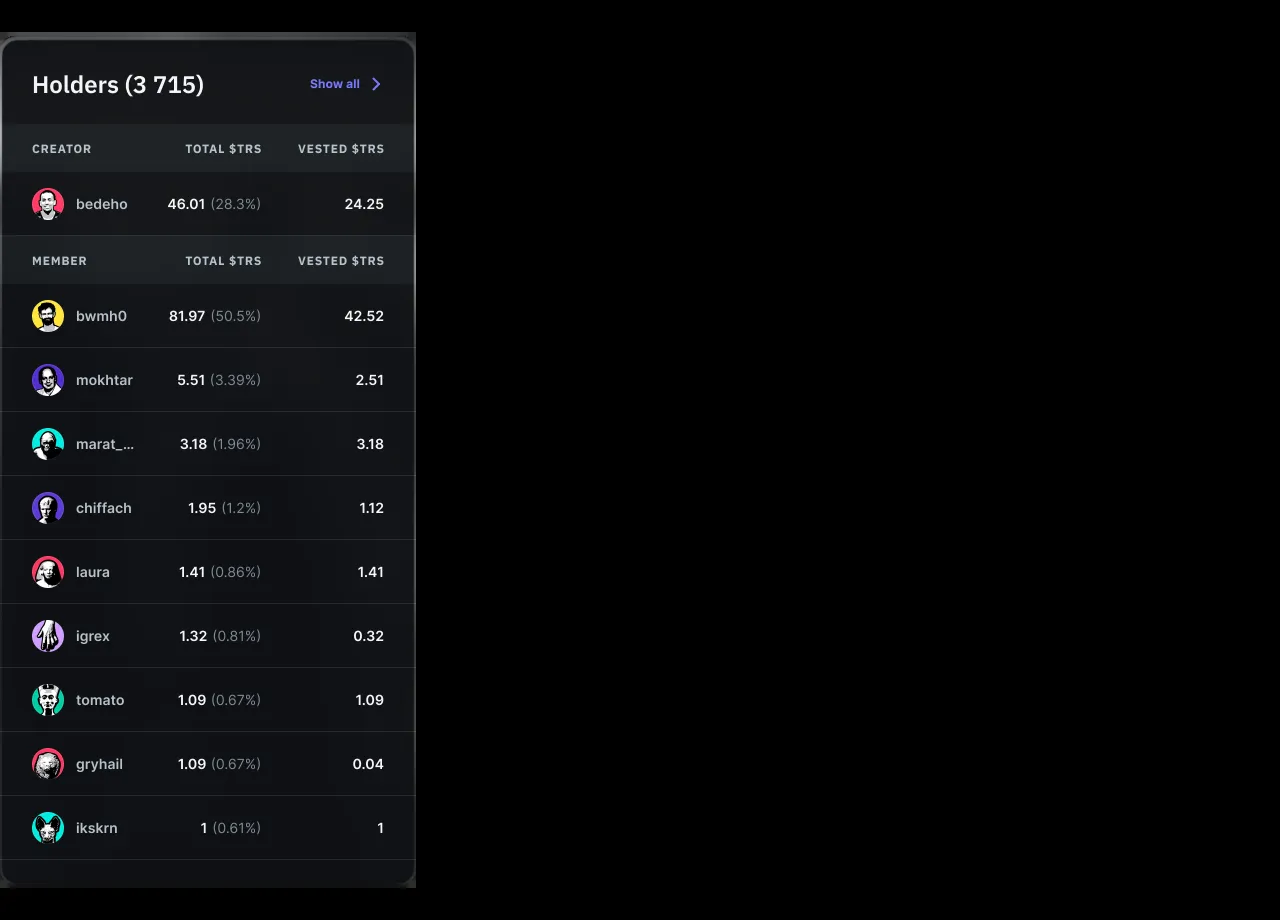 Holders (3 715) Show all
CREATOR TOTAL $TRS VESTED $TRS
bedeho 46.01 (28.3%) 24.25
MEMBER TOTAL $TRS VESTED $TRS
bwmh0 81.97 (50.5%) 42.52
mokhtar 5.51 (3.39%) 2.51
marat_... 3.18 (1.96%) 3.18
chiffach 1.95 (1.2%) 1.12
laura 1.41 (0.86%) 1.41
igrex 1.32 (0.81%) 0.32
tomato 1.09 (0.67%) 1.09
gryhail 1.09 (0.67%) 0.04
ikskrn 1 (0.61%) 1